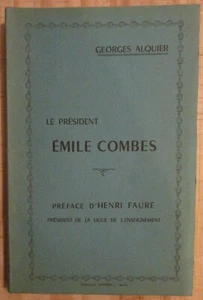 GEORGES ALQUIER
LE PRÉSIDENT
ÉMILE COMBES
PRÉFACE D'HENRI FAURE
PRÉSIDENT DE LA LIGUE DE L'ENSEIGNEMENT